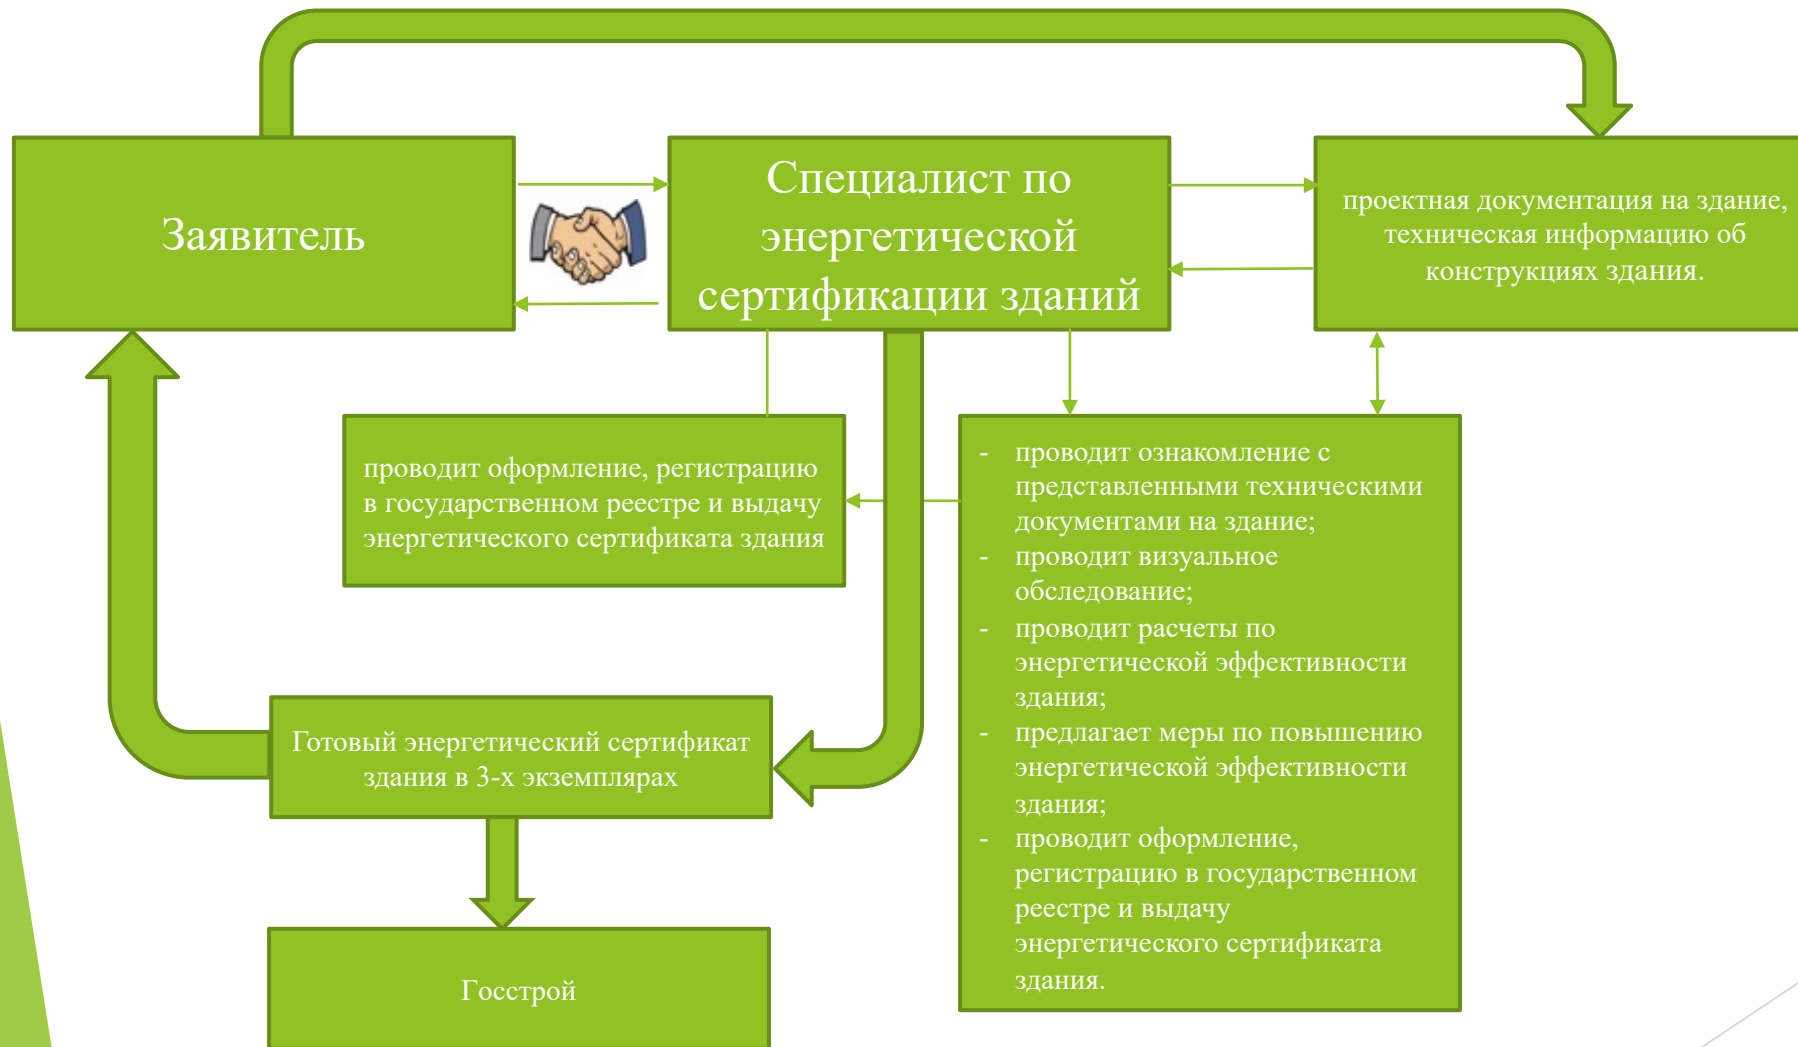 Заявитель
Специалист по
энергетической
сертификации зданий
проектная документация на здание,
техническая информацию об
конструкциях здания.
проводит оформление, регистрацию
в государственном реестре и выдачу
энергетического сертификата здания
- проводит ознакомление с
представленными техническими
документами на здание;
- проводит визуальное
обследование;
- проводит расчеты по
энергетической эффективности
здания;
- предлагает меры по повышению
энергетической эффективности
здания;
- проводит оформление,
регистрацию в государственном
реестре и выдачу
энергетического сертификата
здания.
Готовый энергетический сертификат
здания в 3-х экземплярах
Госстрой